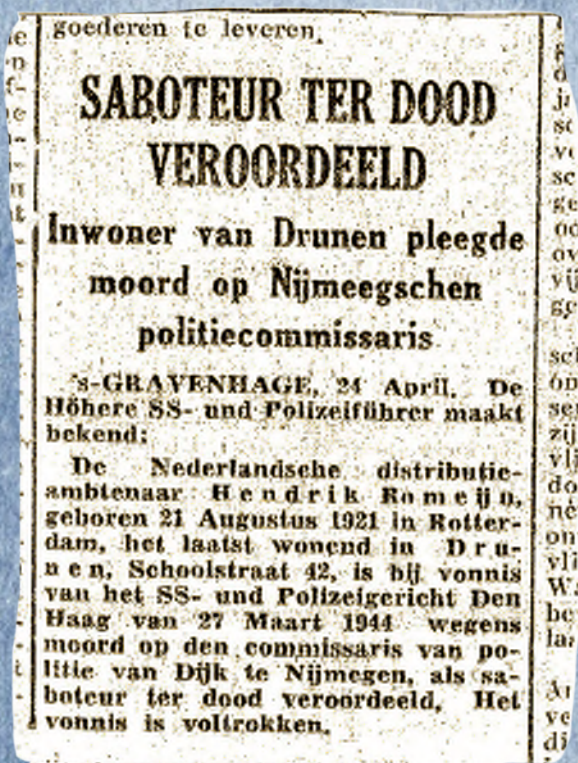 goederen te leveren.
SABOTEUR TER DOOD
VEROORDEELD
Inwoner van Drunen pleegde
moord op Nijmeegschen
politiecommissaris
's-GRAVENHAGE, 24 April. De
Höhere SS- und Polizeiführer maakt
bekend:
De Nederlandsche distributie-
ambtenaar Hendrik Romeijn,
geboren 21 Augustus 1921 in Rotter-
dam, het laatst wonend in Dru-
nen, Schoolstraat 42, is bij vonnis
van het SS- und Polizeigericht Den
Haag van 27 Maart 1944 wegens
moord op den commissaris van po-
litie van Dijk te Nijmegen, als sa-
boteur ter dood veroordeeld. Het
vonnis is voltrokken.